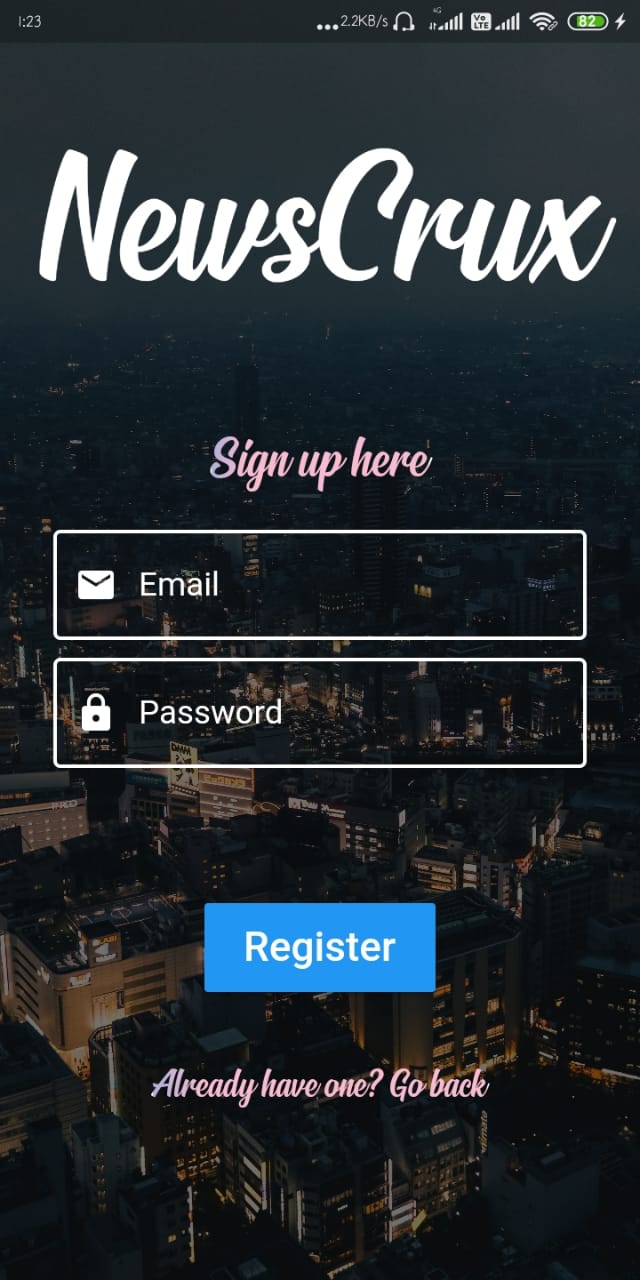 1:23
2.2KB/s
4G
Vo
LTE
82
NewsCrux
Sign up here
Email
Password
DMM
Register
Already have one? Go back